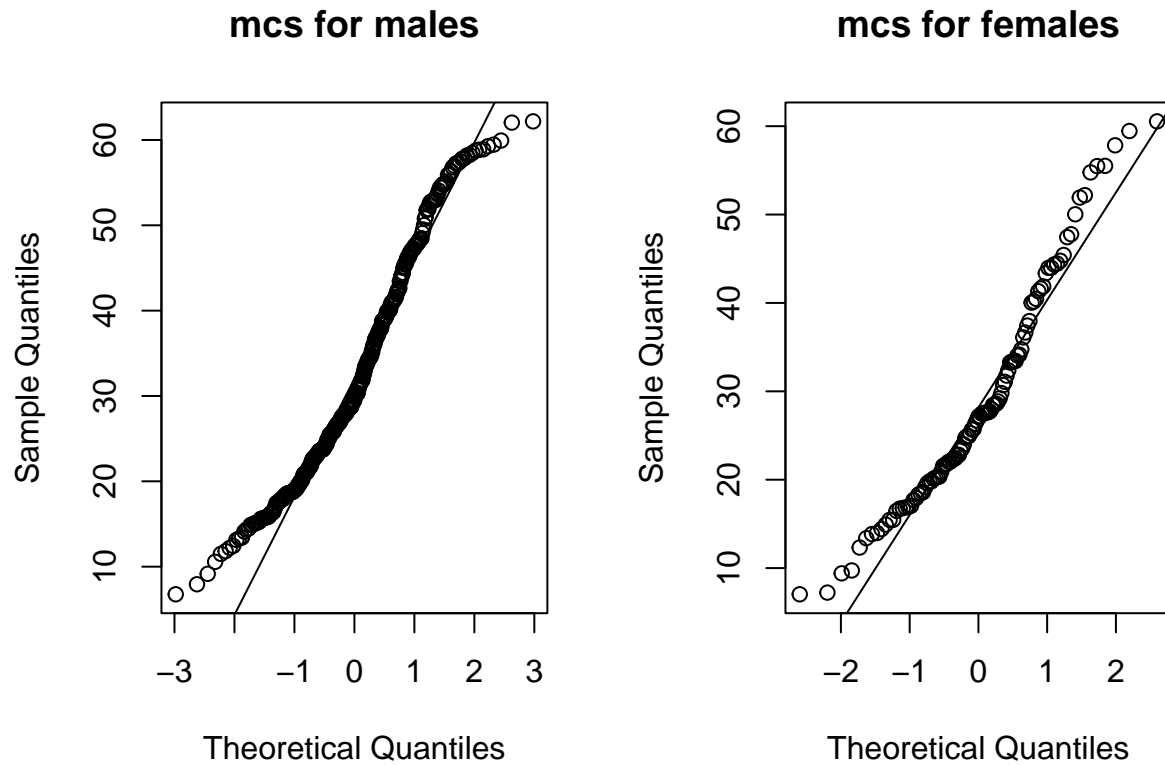 mcs for males
mcs for females
Sample Quantiles
10 20 30 40 50 60
−3 −1 0 1 2 3
Theoretical Quantiles
Sample Quantiles
10 20 30 40 50 60
−2 −1 0 1 2
Theoretical Quantiles